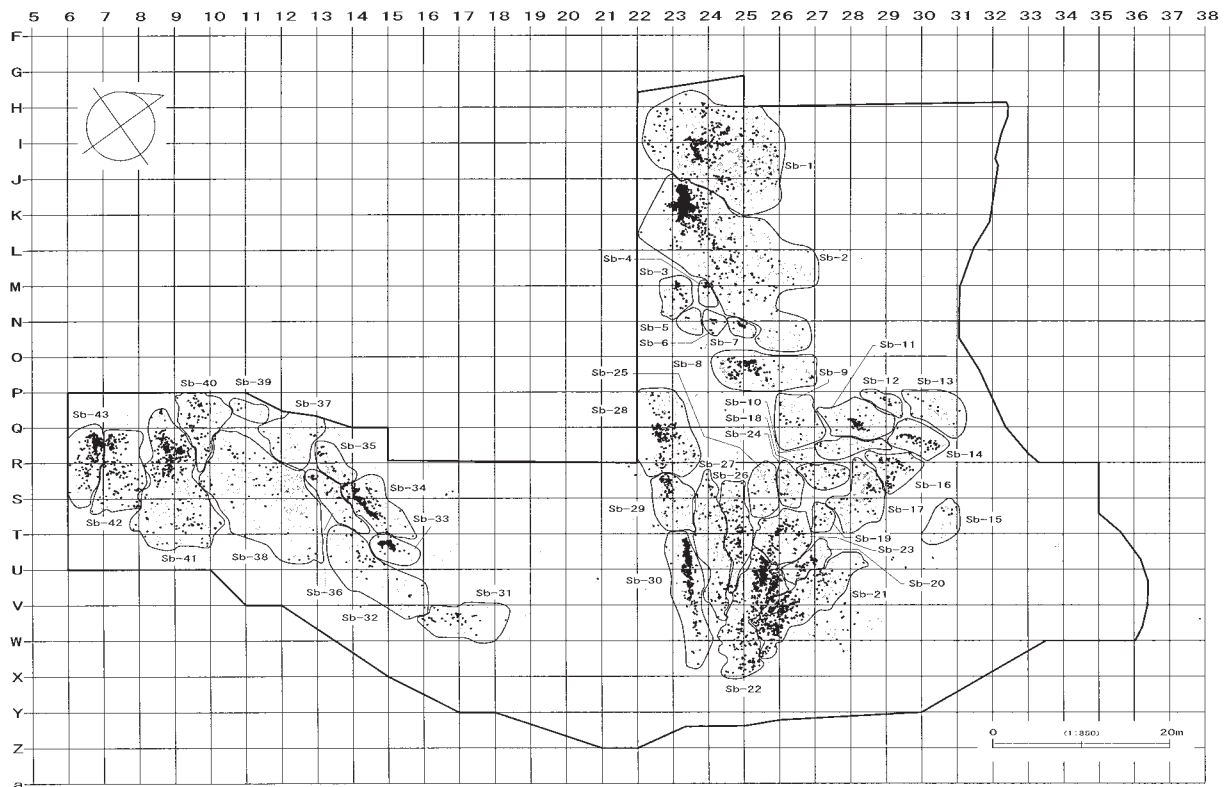 5 6 7 8 9 10 11 12 13 14 15 16 17 18 19 20 21 22 23 24 25 26 27 28 29 30 31 32 33 34 35 36 37 38
F
G
H
I
Sb-1
J
K
L
Sb-4 Sb-2
Sb-3
M
N
Sb-5
Sb-6 Sb-7 Sb-11
O
Sb-8
Sb-25 Sb-9 Sb-12 Sb-13
Sb-40 Sb-39
P
Sb-43 Sb-37 Sb-28 Sb-10
Sb-18
Q
Sb-24
Sb-35 Sb-14
R
Sb-27
Sb-26 Sb-16
Sb-34
S
Sb-29 Sb-17
Sb-42 Sb-33 Sb-15
T
Sb-19
Sb-41 Sb-38 Sb-23
U
Sb-30 Sb-20
Sb-36 Sb-31 Sb-21
V
Sb-32
W
X
Sb-22
Y
0 (1:850) 20m
Z
a